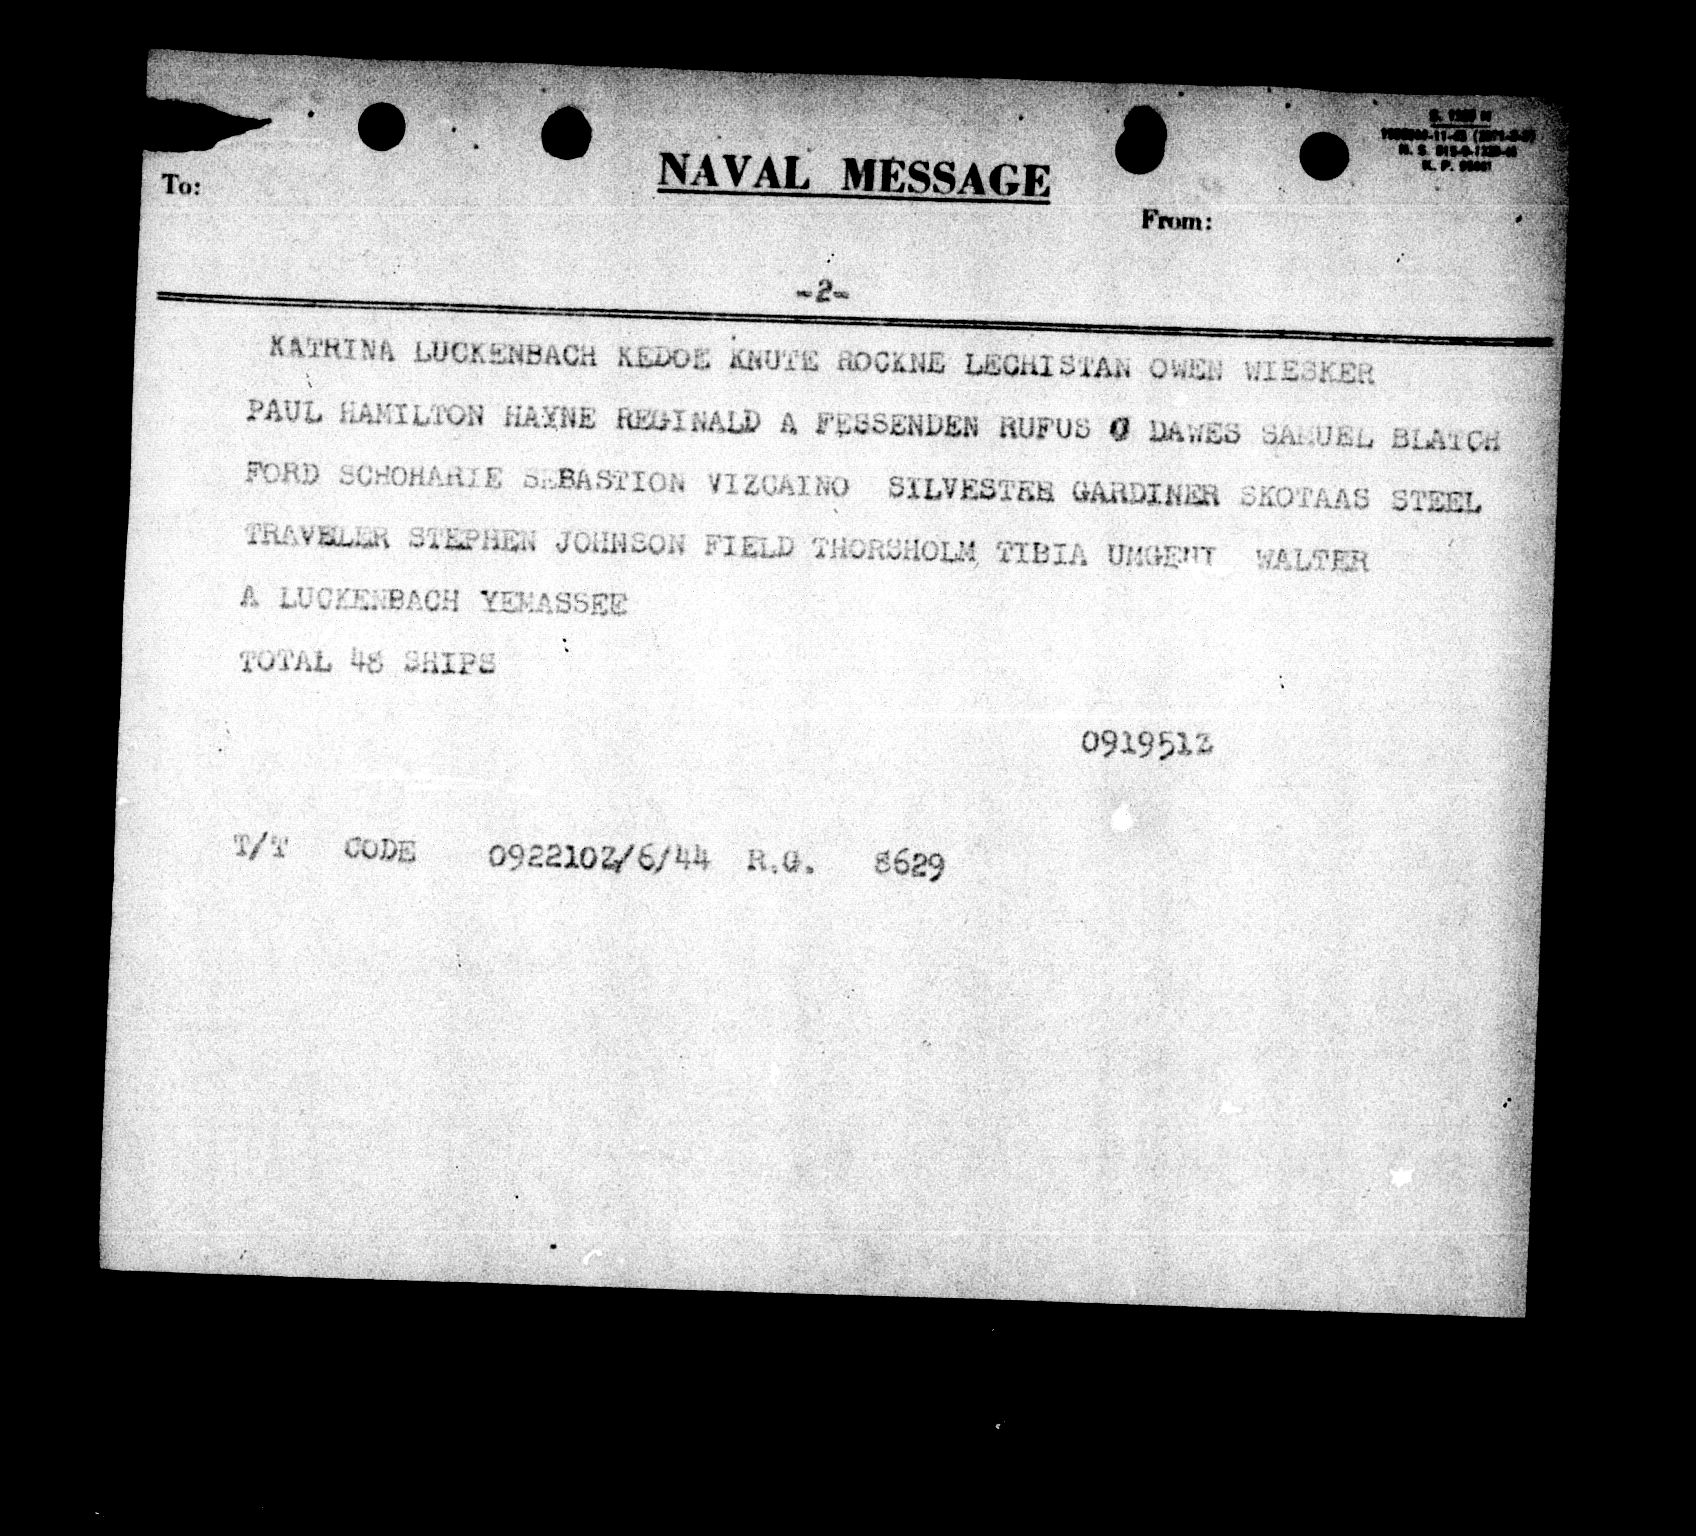 S. 1320 H
NAVAL MESSAGE
To:
From:
-2-
KATRINA LUCKENBACH KEDOE KNUTE ROCKNE LECHISTAN OWEN WIESKER
PAUL HAMILTON HAYNE REGINALD A FESSENDEN RUFUS C DAWES SAMUEL BLATCH
FORD SCHOHARIE SEBASTION VIZCAINO SILVESTER GARDINER SKOTAAS STEEL
TRAVELER STEPHEN JOHNSON FIELD THORSHOLM TIBIA UMGENI WALTER
A LUCKENBACH YEMASSEE
TOTAL 48 SHIPS
091951Z
T/T CODE 092210Z/6/44 R.G. 8629